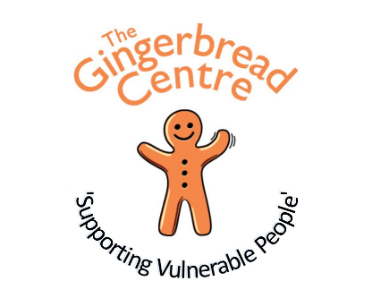 The
Gingerbread
Centre
'Supporting Vulnerable People'